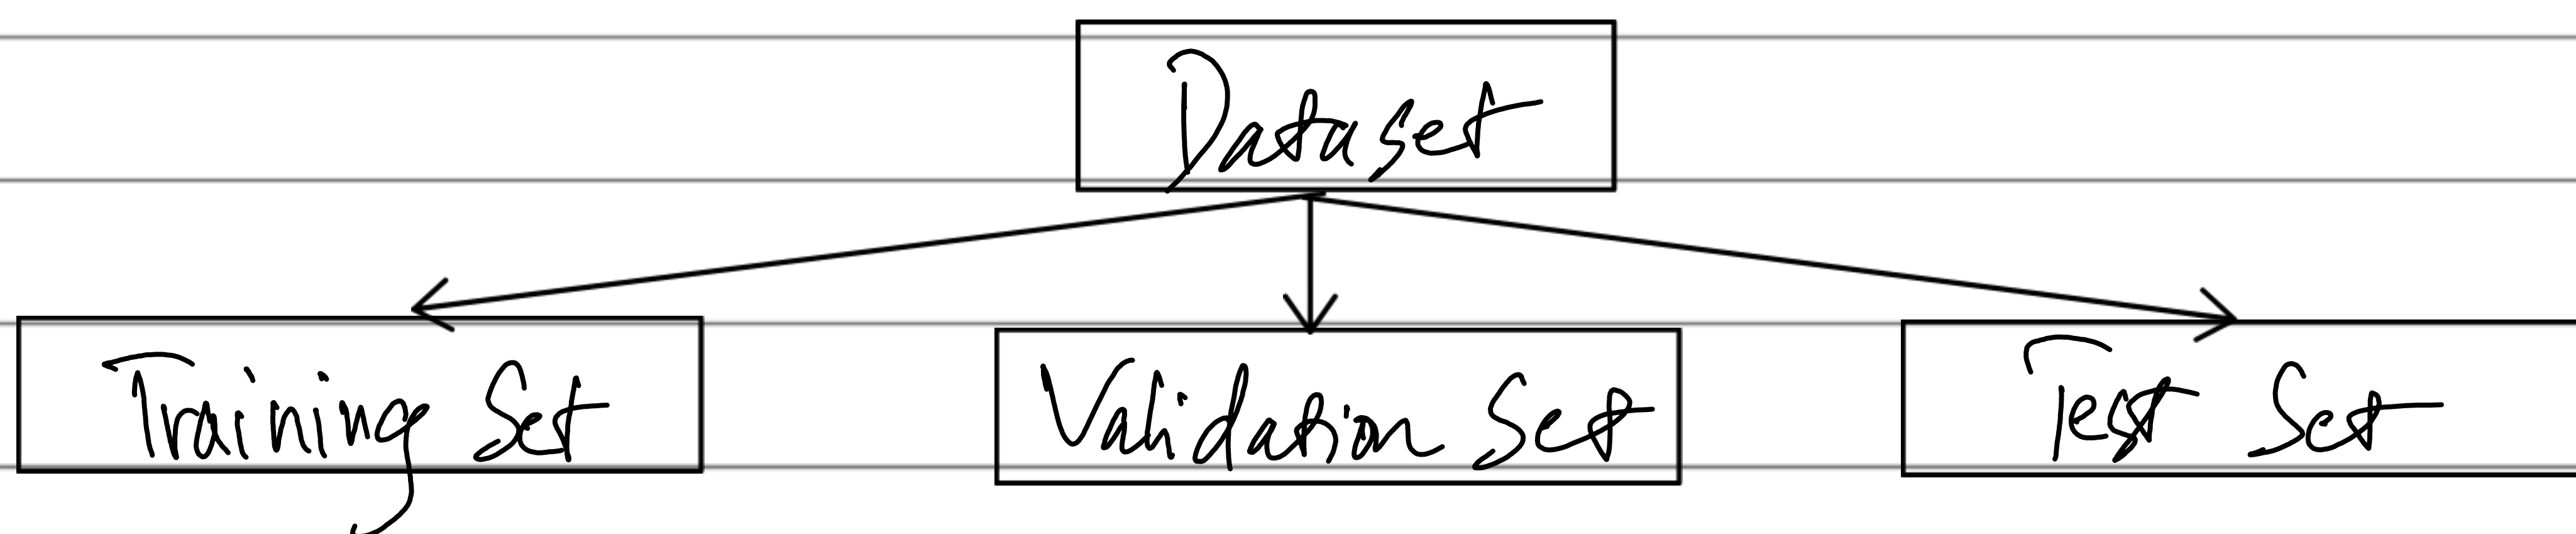 Dataset
Training Set
Validation Set
Test Set